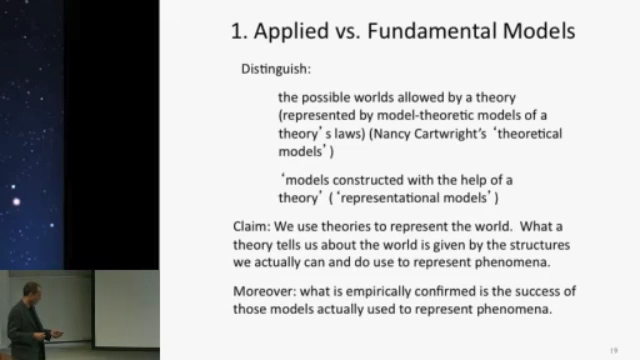 1. Applied vs. Fundamental Models
Distinguish:
the possible worlds allowed by a theory
(represented by model-theoretic models of a
theory's laws) (Nancy Cartwright's 'theoretical
models')
'models constructed with the help of a
theory' ('representational models')
Claim: We use theories to represent the world. What a
theory tells us about the world is given by the structures
we actually can and do use to represent phenomena.
Moreover: what is empirically confirmed is the success of
those models actually used to represent phenomena.
19